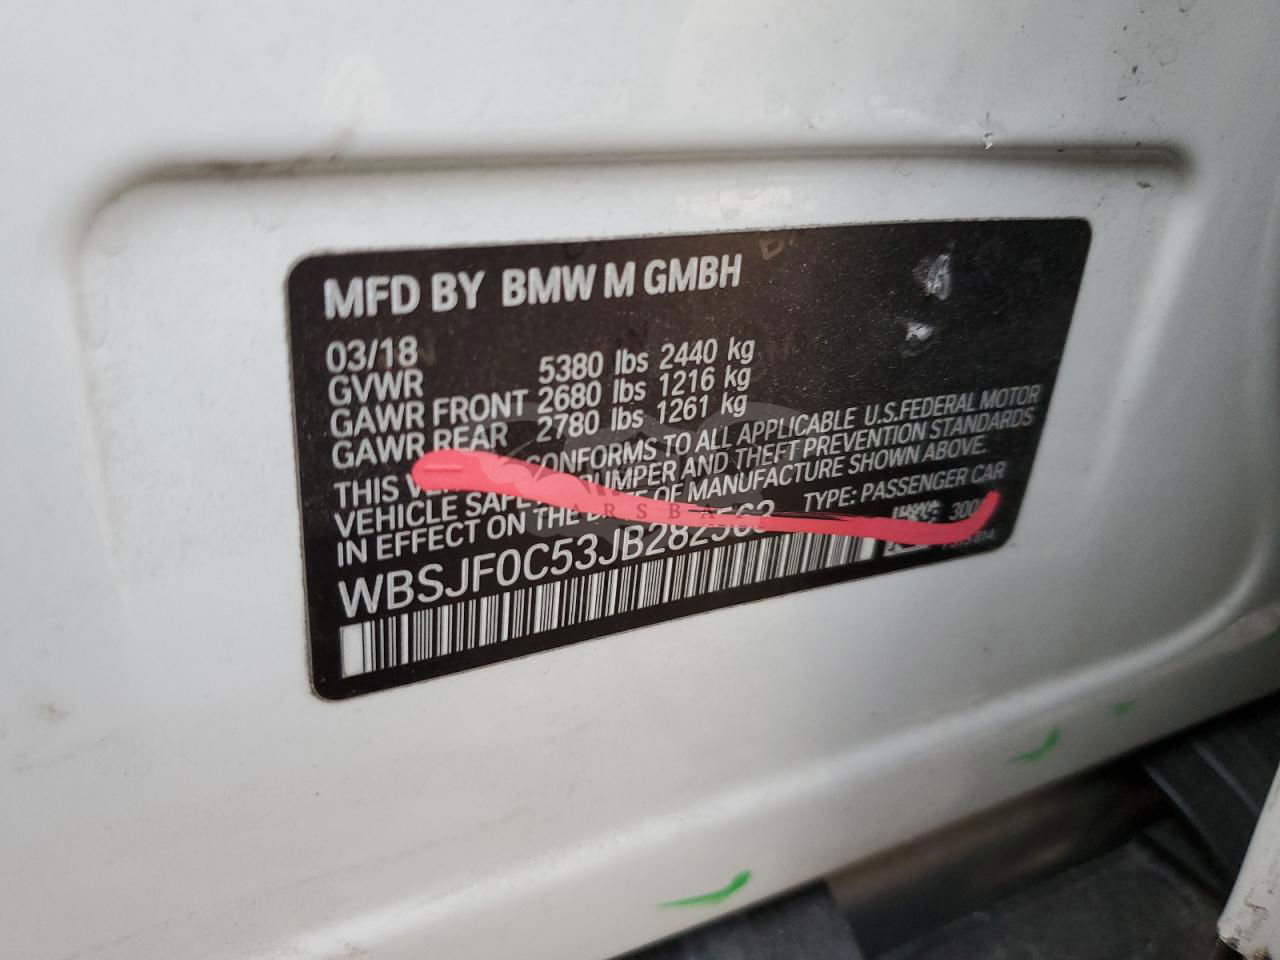 MFD BY BMW M GMBH
03/18
GVWR 5380 lbs 2440 kg
GAWR FRONT 2680 lbs 1216 kg
GAWR REAR 2780 lbs 1261 kg
THIS CONFORMS TO ALL APPLICABLE U.S.FEDERAL MOTOR
VEHICLE BUMPER AND THEFT PREVENTION STANDARDS
IN EFFECT ON THE OF MANUFACTURE SHOWN ABOVE.
TYPE: PASSENGER CAR
WBSJF0C53JB282563